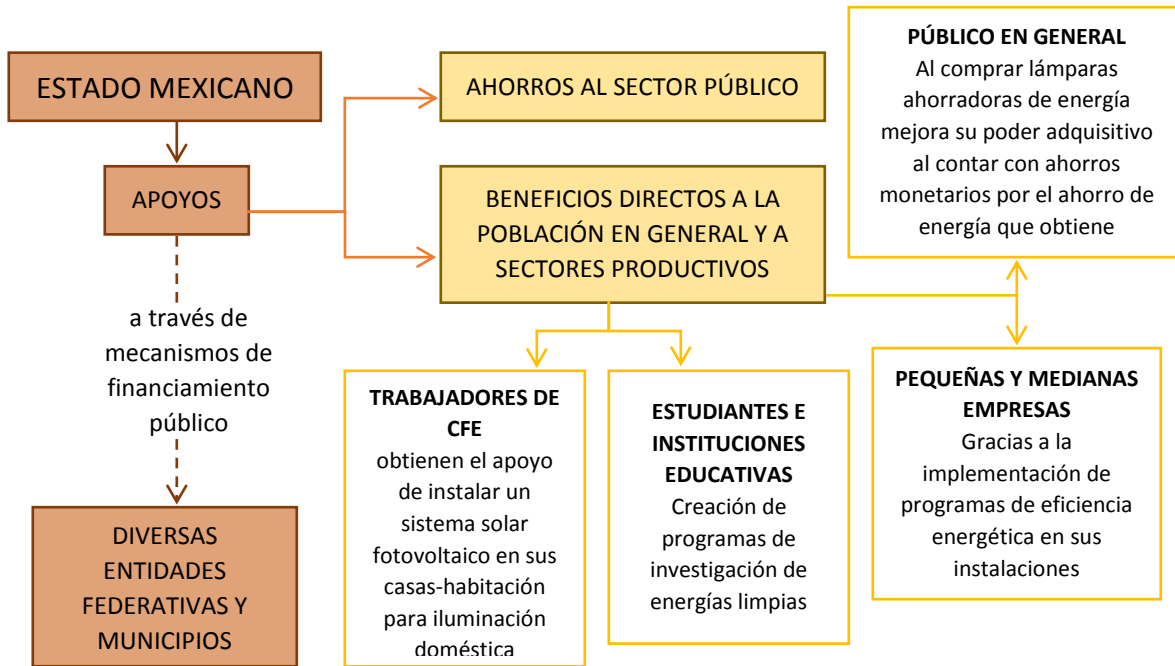 ESTADO MEXICANO
APOYOS
a través de
mecanismos de
financiamiento
público
DIVERSAS
ENTIDADES
FEDERATIVAS Y
MUNICIPIOS
AHORROS AL SECTOR PÚBLICO
BENEFICIOS DIRECTOS A LA
POBLACIÓN EN GENERAL Y A
SECTORES PRODUCTIVOS
TRABAJADORES DE
CFE
obtienen el apoyo
de instalar un
sistema solar
fotovoltaico en sus
casas-habitación
para iluminación
doméstica
ESTUDIANTES E
INSTITUCIONES
EDUCATIVAS
Creación de
programas de
investigación de
energías limpias
PÚBLICO EN GENERAL
Al comprar lámparas
ahorradoras de energía
mejora su poder adquisitivo
al contar con ahorros
monetarios por el ahorro de
energía que obtiene
PEQUEÑAS Y MEDIANAS
EMPRESAS
Gracias a la
implementación de
programas de eficiencia
energética en sus
instalaciones